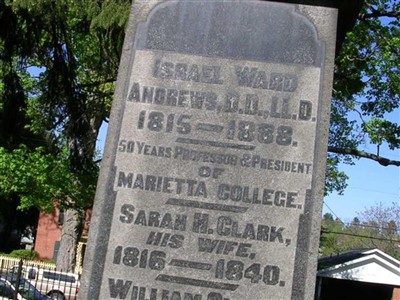 ISRAEL WARD
ANDREWS, D.D., LL.D.
1815—1888.
50 YEARS PROFESSOR & PRESIDENT
OF
MARIETTA COLLEGE.
SARAH H. CLARK,
HIS WIFE,
1816—1840.
WILLIAM